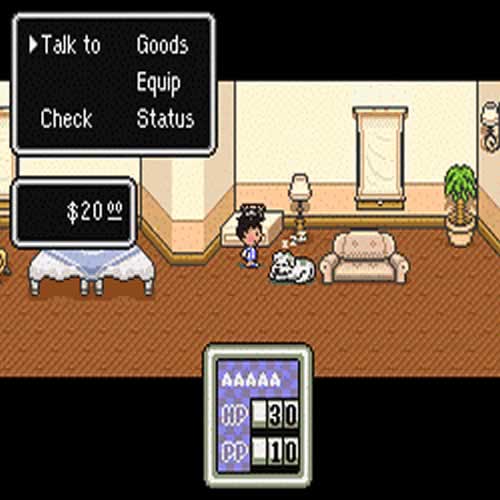 Talk to Goods
Equip
Check Status
$20.00
z z
AAAAA
HP 30
PP 10